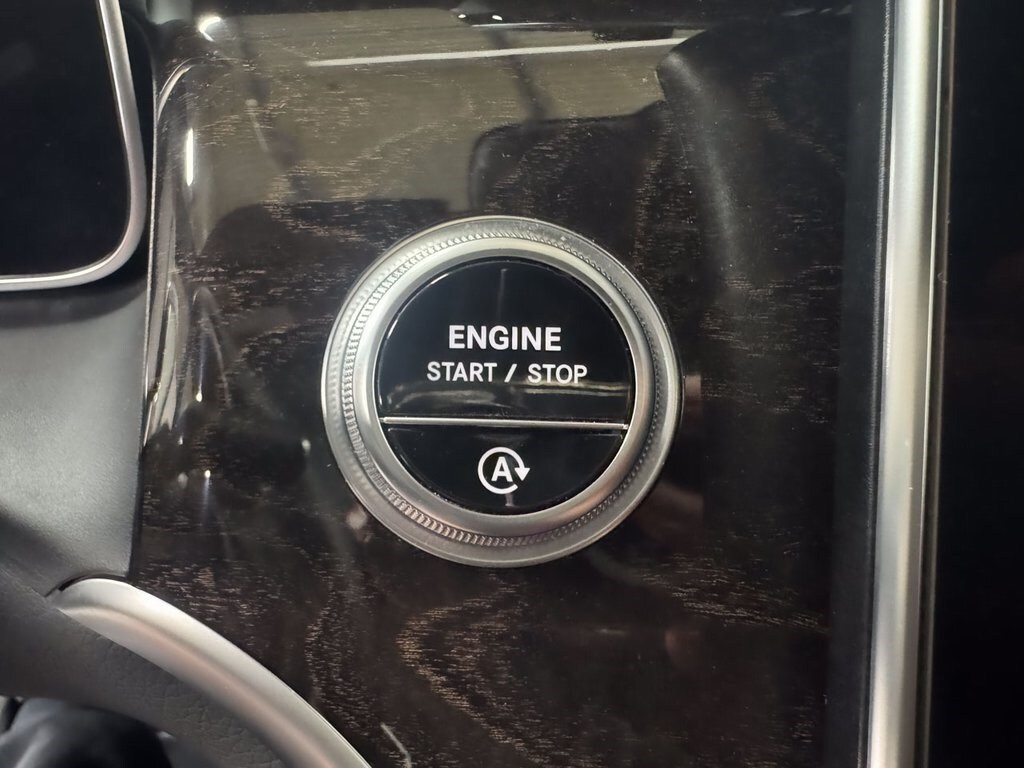 ENGINE
START / STOP
A